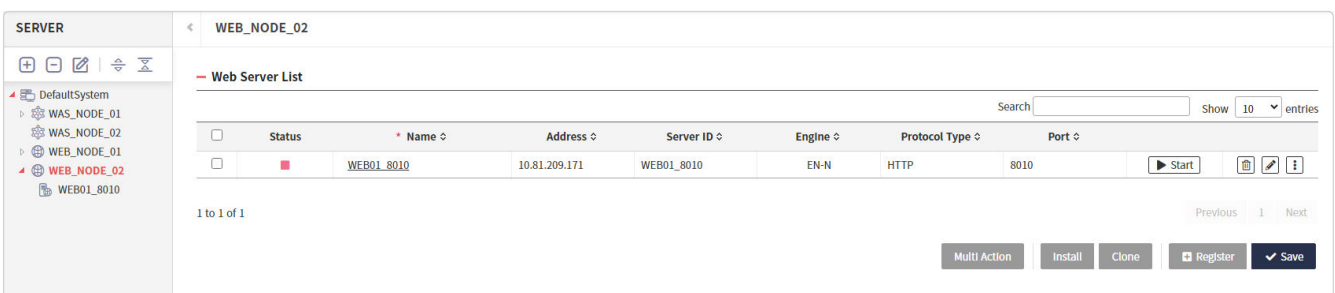 SERVER
WEB_NODE_02
DefaultSystem
WAS_NODE_01
WAS_NODE_02
WEB_NODE_01
WEB_NODE_02
WEB01_8010
Web Server List
Search Show 10 entries
Status * Name Address Server ID Engine Protocol Type Port
WEB01_8010 10.81.209.171 WEB01_8010 EN-N HTTP 8010 Start
1 to 1 of 1 Previous 1 Next
Multi Action Install Clone Register Save